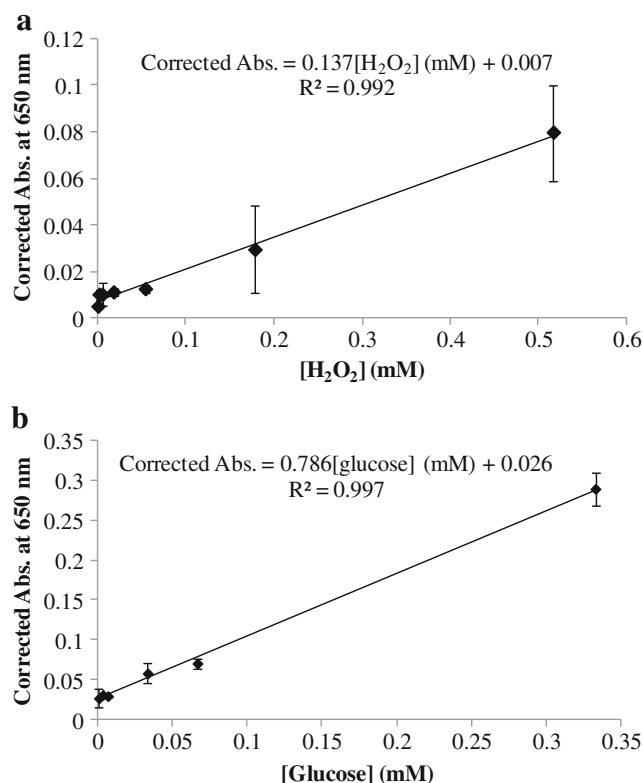 a
0.12
0.1
0.08
0.06
0.04
0.02
0
Corrected Abs. at 650 nm
Corrected Abs. = 0.137[H₂O₂] (mM) + 0.007
R² = 0.992
0 0.1 0.2 0.3 0.4 0.5 0.6
[H₂O₂] (mM)
b
0.35
0.3
0.25
0.2
0.15
0.1
0.05
0
Corrected Abs. at 650 nm
Corrected Abs. = 0.786[glucose] (mM) + 0.026
R² = 0.997
0 0.05 0.1 0.15 0.2 0.25 0.3 0.35
[Glucose] (mM)